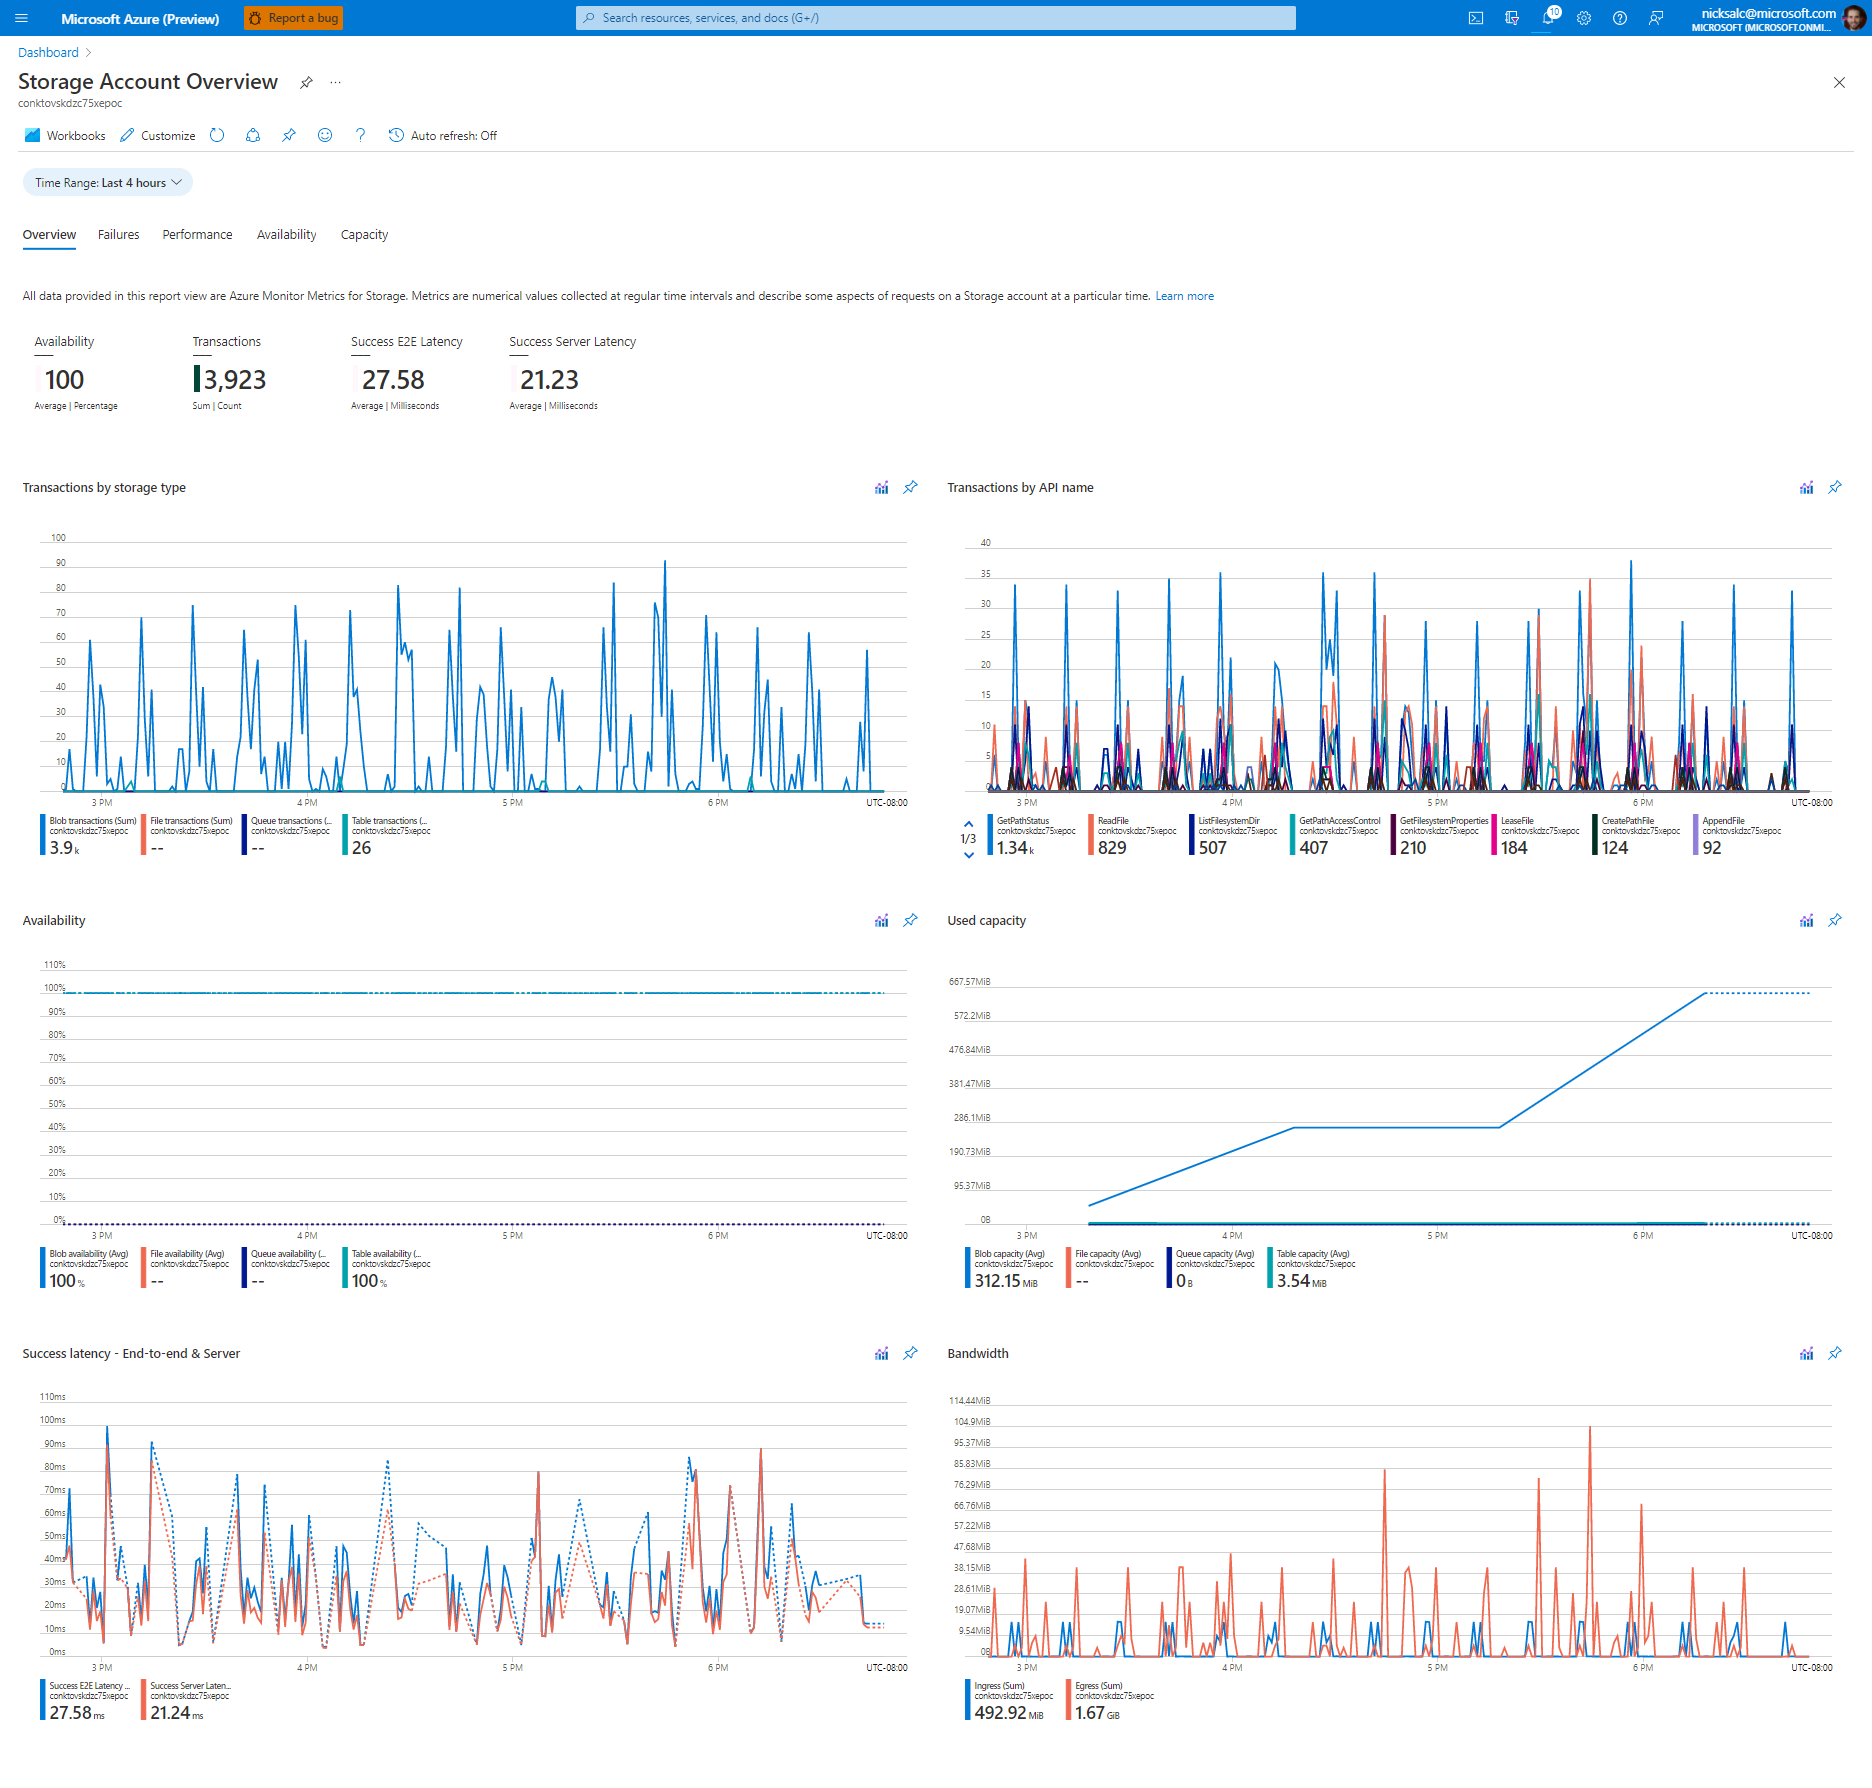 Microsoft Azure (Preview)
Report a bug
Search resources, services, and docs (G+/)
10
nicksalc@microsoft.com
MICROSOFT (MICROSOFT.ONMI...
Dashboard
Storage Account Overview
...
conktovskdzc75xepoc
Workbooks
Customize
Auto refresh: Off
Time Range: Last 4 hours
Overview
Failures
Performance
Availability
Capacity
All data provided in this report view are Azure Monitor Metrics for Storage. Metrics are numerical values collected at regular time intervals and describe some aspects of requests on a Storage account at a particular time. Learn more
Availability
100
Average | Percentage
Transactions
3,923
Sum | Count
Success E2E Latency
27.58
Average | Milliseconds
Success Server Latency
21.23
Average | Milliseconds
Transactions by storage type
100
90
80
70
60
50
40
30
20
10
0
3 PM
4 PM
5 PM
6 PM
UTC-08:00
Blob transactions (Sum)
conktovskdzc75xepoc
3.9 k
File transactions (Sum)
conktovskdzc75xepoc
--
Queue transactions (...
conktovskdzc75xepoc
--
Table transactions (...
conktovskdzc75xepoc
26
Transactions by API name
40
35
30
25
20
15
10
5
0
3 PM
4 PM
5 PM
6 PM
UTC-08:00
1/3
GetPathStatus
conktovskdzc75xepoc
1.34 k
ReadFile
conktovskdzc75xepoc
829
ListFilesystemDir
conktovskdzc75xepoc
507
GetPathAccessControl
conktovskdzc75xepoc
407
GetFilesystemProperties
conktovskdzc75xepoc
210
LeaseFile
conktovskdzc75xepoc
184
CreatePathFile
conktovskdzc75xepoc
124
AppendFile
conktovskdzc75xepoc
92
Availability
110%
100%
90%
80%
70%
60%
50%
40%
30%
20%
10%
0%
3 PM
4 PM
5 PM
6 PM
UTC-08:00
Blob availability (Avg)
conktovskdzc75xepoc
100 %
File availability (Avg)
conktovskdzc75xepoc
--
Queue availability (...
conktovskdzc75xepoc
--
Table availability (...
conktovskdzc75xepoc
100 %
Used capacity
667.57MiB
572.2MiB
476.84MiB
381.47MiB
286.1MiB
190.73MiB
95.37MiB
0B
3 PM
4 PM
5 PM
6 PM
UTC-08:00
Blob capacity (Avg)
conktovskdzc75xepoc
312.15 MiB
File capacity (Avg)
conktovskdzc75xepoc
--
Queue capacity (Avg)
conktovskdzc75xepoc
0 B
Table capacity (Avg)
conktovskdzc75xepoc
3.54 MiB
Success latency - End-to-end & Server
110ms
100ms
90ms
80ms
70ms
60ms
50ms
40ms
30ms
20ms
10ms
0ms
3 PM
4 PM
5 PM
6 PM
UTC-08:00
Success E2E Latency ...
conktovskdzc75xepoc
27.58 ms
Success Server Laten...
conktovskdzc75xepoc
21.24 ms
Bandwidth
114.44MiB
104.9MiB
95.37MiB
85.83MiB
76.29MiB
66.76MiB
57.22MiB
47.68MiB
38.15MiB
28.61MiB
19.07MiB
9.54MiB
0B
3 PM
4 PM
5 PM
6 PM
UTC-08:00
Ingress (Sum)
conktovskdzc75xepoc
492.92 MiB
Egress (Sum)
conktovskdzc75xepoc
1.67 GiB